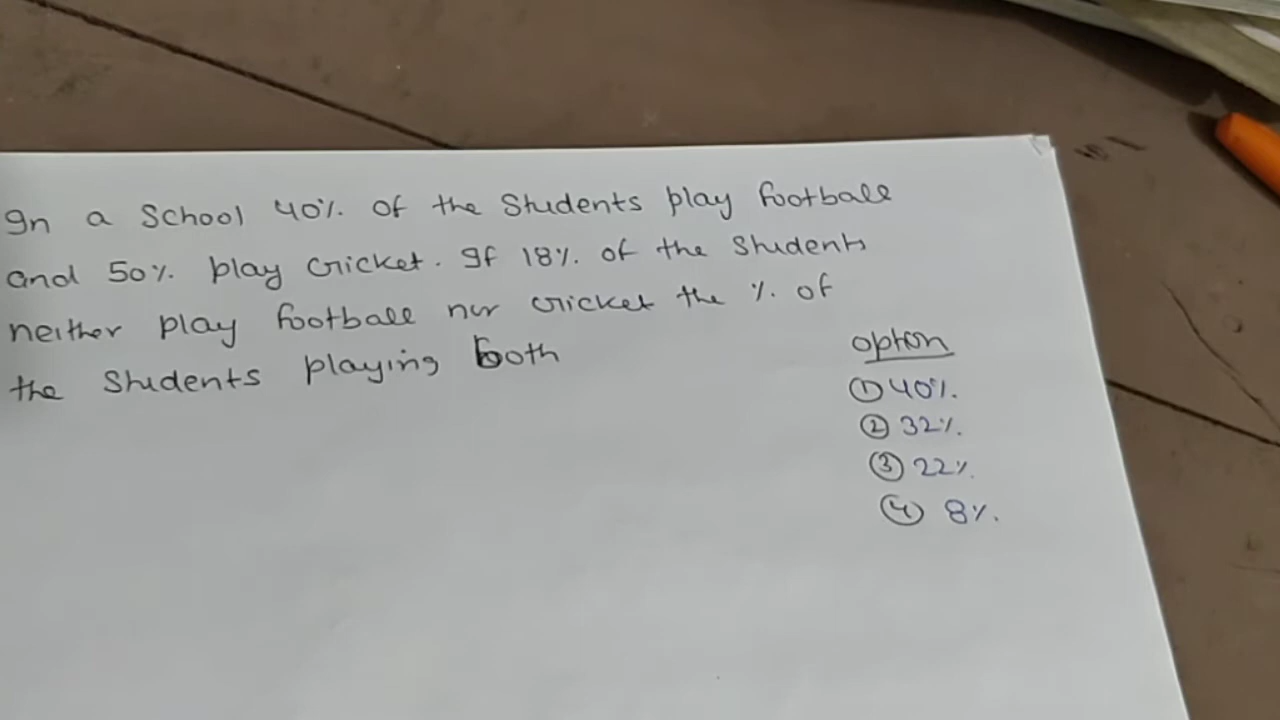 In a School 40% of the Students play football
and 50% play cricket. If 18% of the Students
neither play football nor cricket the % of
the Students playing both
option
① 40%.
② 32%.
③ 22%
④ 8%.